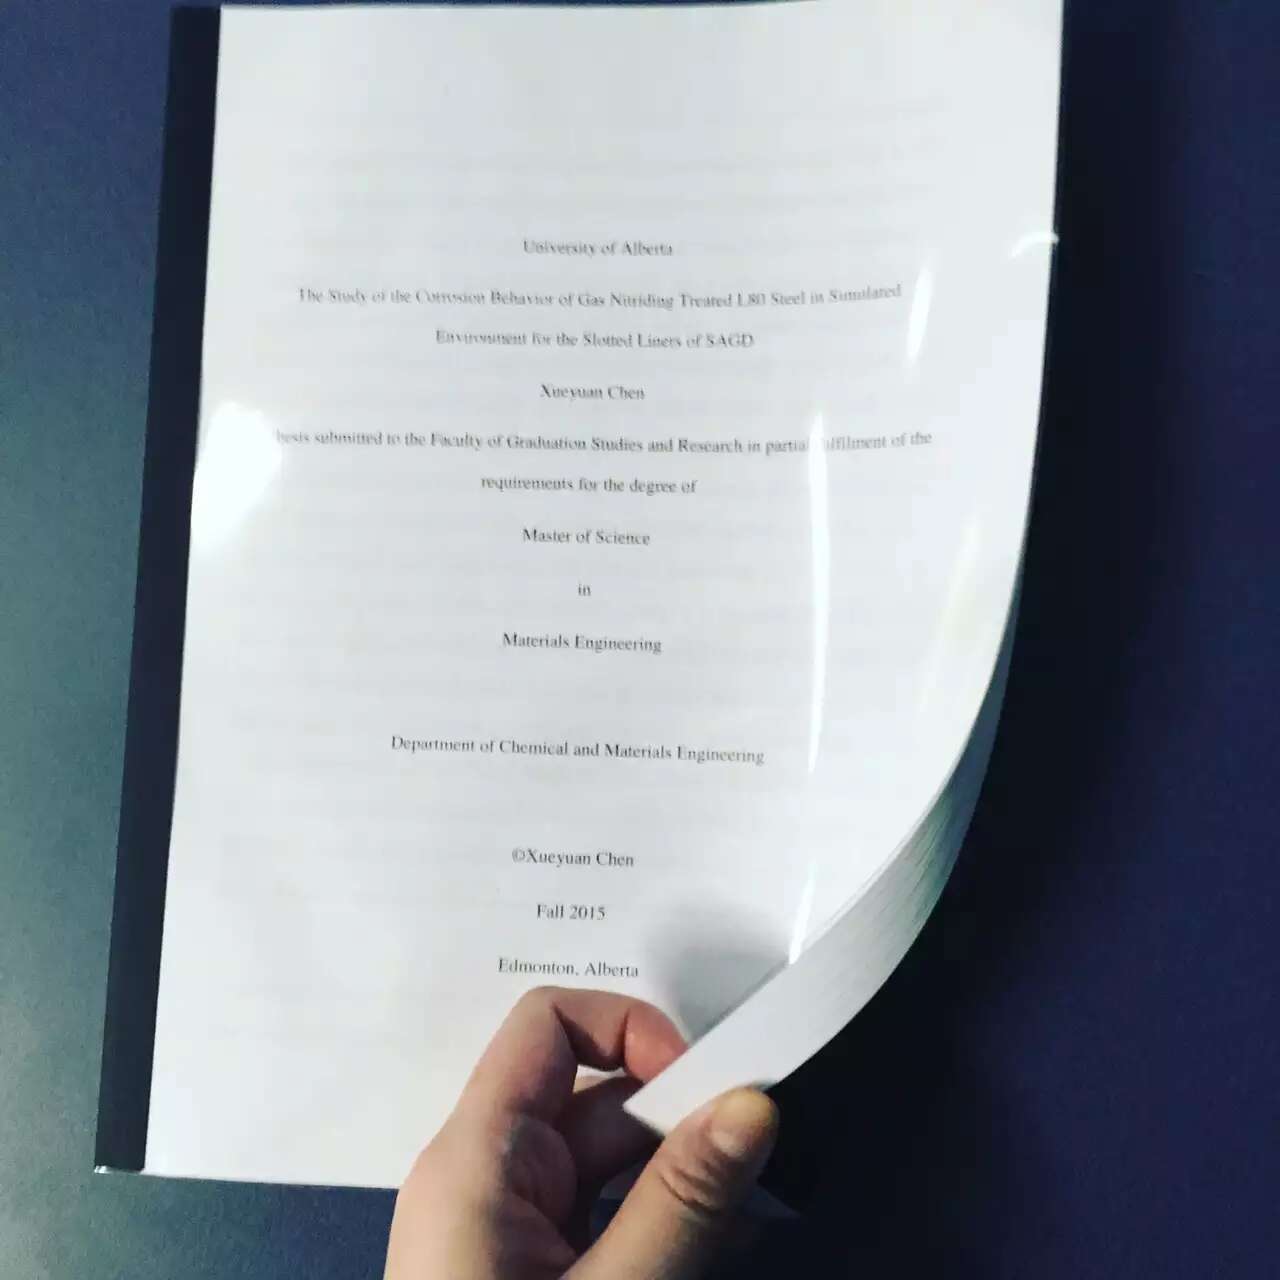 University of Alberta
The Study of the Corrosion Behavior of Gas Nitriding Treated L80 Steel in Simulated
Environment for the Slotted Liners of SAGD
Xueyuan Chen
hesis submitted to the Faculty of Graduation Studies and Research in partial ulfilment of the
requirements for the degree of
Master of Science
in
Materials Engineering
Department of Chemical and Materials Engineering
©Xueyuan Chen
Fall 2015
Edmonton, Alberta